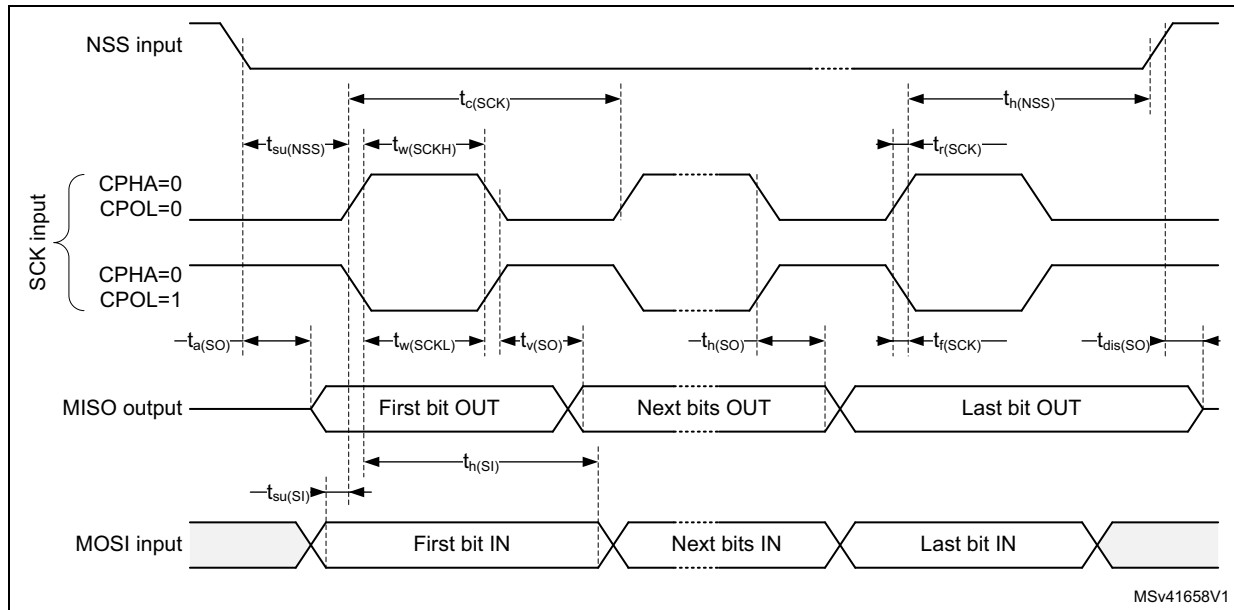 NSS input
tc(SCK)
th(NSS)
tsu(NSS)
tw(SCKH)
tr(SCK)
SCK input
CPHA=0
CPOL=0
CPHA=0
CPOL=1
ta(SO)
tw(SCKL)
tv(SO)
th(SO)
tf(SCK)
tdis(SO)
MISO output
First bit OUT
Next bits OUT
Last bit OUT
th(SI)
tsu(SI)
MOSI input
First bit IN
Next bits IN
Last bit IN
MSv41658V1